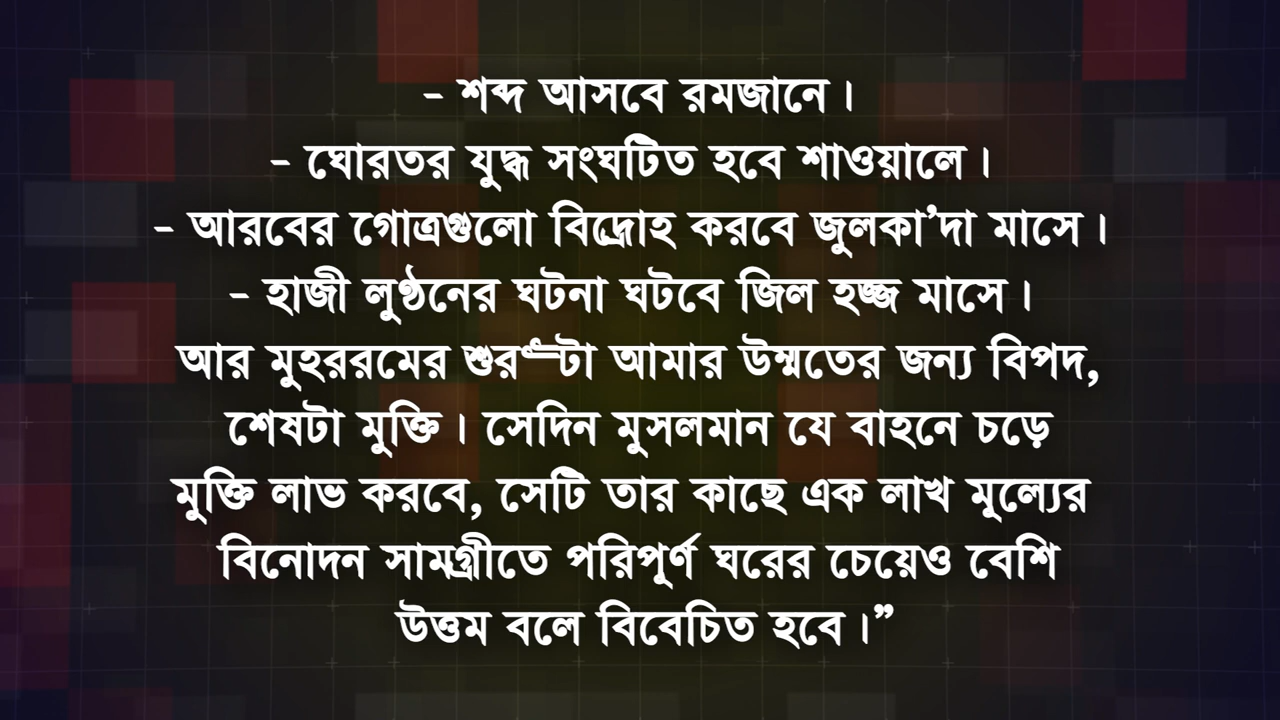 - শব্দ আসবে রমজানে।
- ঘোরতর যুদ্ধ সংঘটিত হবে শাওয়ালে।
- আরবের গোত্রগুলো বিদ্রোহ করবে জুলকা’দা মাসে।
- হাজী লুণ্ঠনের ঘটনা ঘটবে জিল হজ্জ মাসে।
আর মুহররমের আমার উম্মতের জন্য বিপদ,
শেষটা মুক্তি। সেদিন মুসলমান যে বাহনে চড়ে
মুক্তি লাভ করবে, সেটি তার কাছে এক লাখ মূল্যের
বিনোদন সামগ্রীতে পরিপূর্ণ ঘরের চেয়েও বেশি
উত্তম বলে বিবেচিত হবে।”